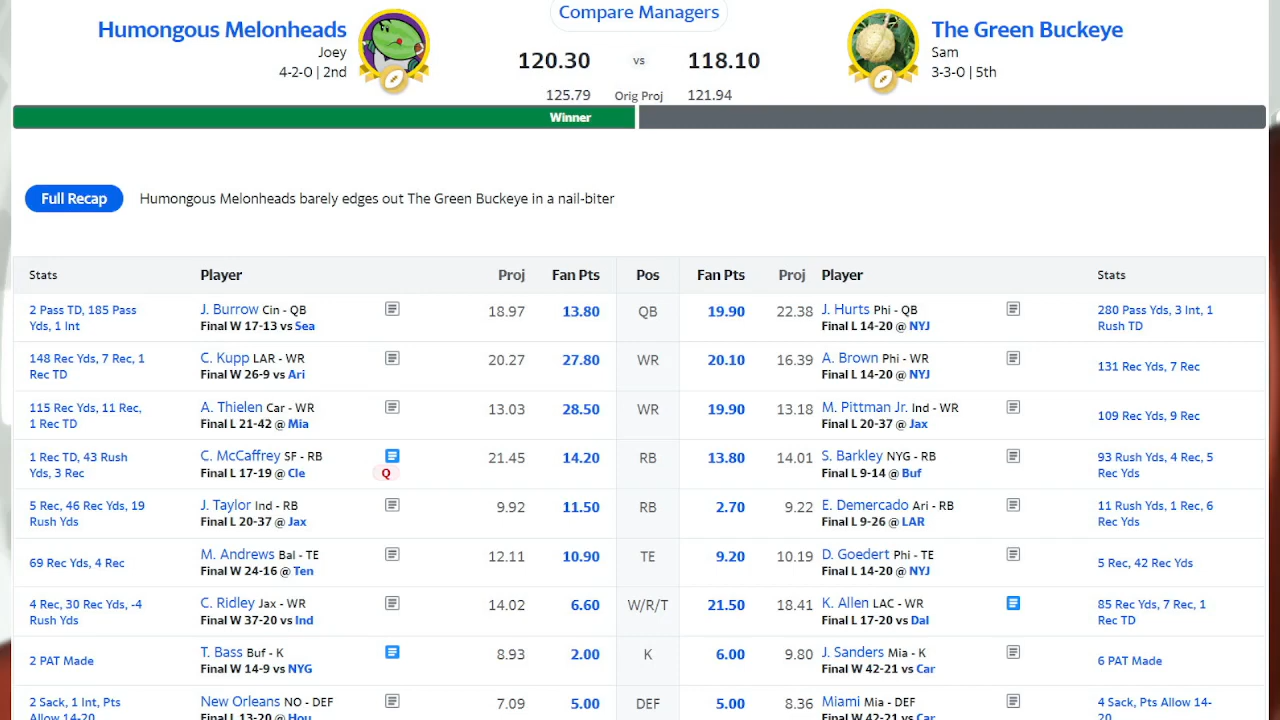 Compare Managers
Humongous Melonheads
Joey
4-2-0 | 2nd
120.30 vs 118.10
125.79 Orig Proj 121.94
The Green Buckeye
Sam
3-3-0 | 5th
Winner
Full Recap Humongous Melonheads barely edges out The Green Buckeye in a nail-biter
Stats Player Proj Fan Pts Pos Fan Pts Proj Player Stats
2 Pass TD, 185 Pass J. Burrow Cin - QB 18.97 13.80 QB 19.90 22.38 J. Hurts Phi - QB 280 Pass Yds, 3 Int, 1
Yds, 1 Int Final W 17-13 vs Sea Final L 14-20 @ NYJ Rush TD
148 Rec Yds, 7 Rec, 1 C. Kupp LAR - WR 20.27 27.80 WR 20.10 16.39 A. Brown Phi - WR 131 Rec Yds, 7 Rec
Rec TD Final W 26-9 vs Ari Final L 14-20 @ NYJ
115 Rec Yds, 11 Rec, A. Thielen Car - WR 13.03 28.50 WR 19.90 13.18 M. Pittman Jr. Ind - WR 109 Rec Yds, 9 Rec
1 Rec TD Final L 21-42 @ Mia Final L 20-37 @ Jax
1 Rec TD, 43 Rush C. McCaffrey SF - RB 21.45 14.20 RB 13.80 14.01 S. Barkley NYG - RB 93 Rush Yds, 4 Rec, 5
Yds, 3 Rec Final L 17-19 @ Cle Q Final L 9-14 @ Buf Rec Yds
5 Rec, 46 Rec Yds, 19 J. Taylor Ind - RB 9.92 11.50 RB 2.70 9.22 E. Demercado Ari - RB 11 Rush Yds, 1 Rec, 6
Rush Yds Final L 20-37 @ Jax Final L 9-26 @ LAR Rec Yds
69 Rec Yds, 4 Rec M. Andrews Bal - TE 12.11 10.90 TE 9.20 10.19 D. Goedert Phi - TE 5 Rec, 42 Rec Yds
Final W 24-16 @ Ten Final L 14-20 @ NYJ
4 Rec, 30 Rec Yds, -4 C. Ridley Jax - WR 14.02 6.60 W/R/T 21.50 18.41 K. Allen LAC - WR 85 Rec Yds, 7 Rec, 1
Rush Yds Final W 37-20 vs Ind Final L 17-20 vs Dal Rec TD
2 PAT Made T. Bass Buf - K 8.93 2.00 K 6.00 9.80 J. Sanders Mia - K 6 PAT Made
Final W 14-9 vs NYG Final W 42-21 vs Car
2 Sack, 1 Int, Pts New Orleans NO - DEF 7.09 5.00 DEF 5.00 8.36 Miami Mia - DEF 4 Sack, Pts Allow 14-
Allow 14-20 Final L 13-20 @ Hou Final W 42-21 vs Car 20